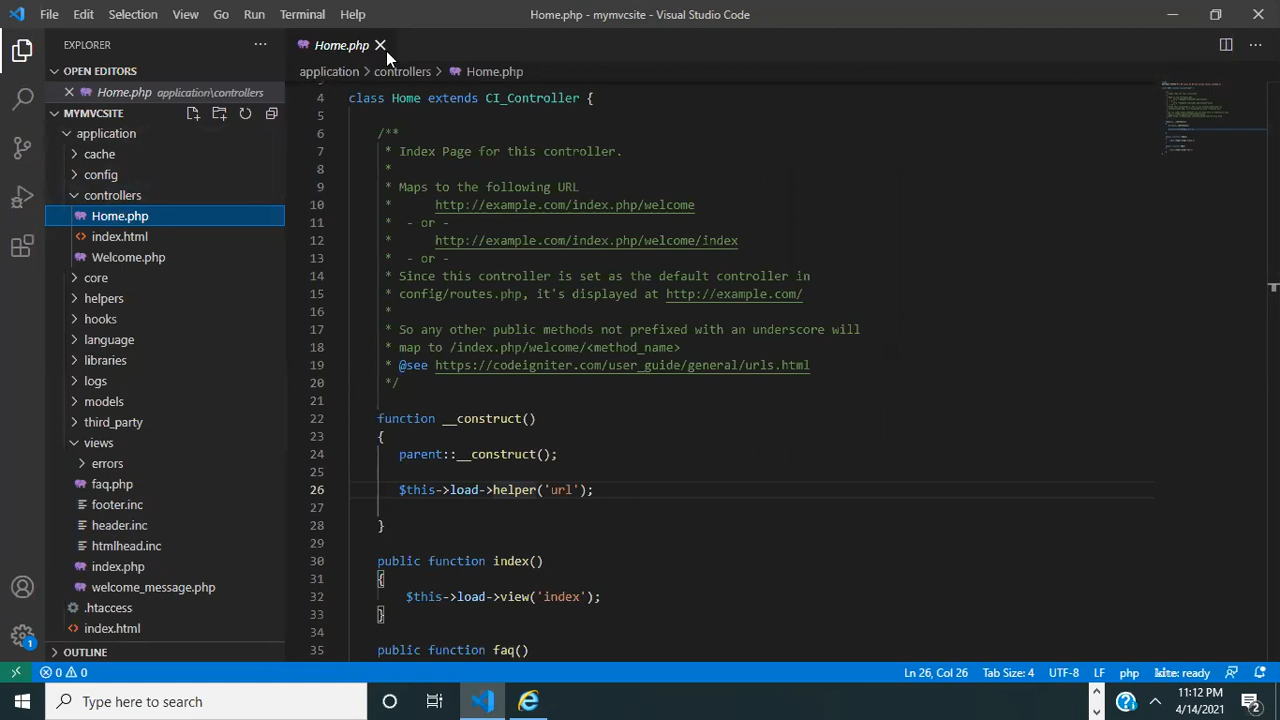 File Edit Selection View Go Run Terminal Help
Home.php - mymvcsite - Visual Studio Code
EXPLORER
OPEN EDITORS
Home.php application\controllers
MYMVCSITE
application
cache
config
controllers
Home.php
index.html
Welcome.php
core
helpers
hooks
language
libraries
logs
models
third_party
views
errors
faq.php
footer.inc
header.inc
htmlhead.inc
index.php
welcome_message.php
.htaccess
index.html
OUTLINE
Home.php
application > controllers > Home.php
4 class Home extends CI_Controller {
5
6 /**
7 * Index Page for this controller.
8 *
9 * Maps to the following URL
10 http://example.com/index.php/welcome
11 * - or -
12 * http://example.com/index.php/welcome/index
13 * - or -
14 * Since this controller is set as the default controller in
15 * config/routes.php, it's displayed at http://example.com/
16 *
17 * So any other public methods not prefixed with an underscore will
18 * map to /index.php/welcome/<method_name>
19 * @see https://codeigniter.com/user_guide/general/urls.html
20 */
21
22 function __construct()
23 {
24 parent::__construct();
25
26 $this->load->helper('url');
27
28 }
29
30 public function index()
31 {
32 $this->load->view('index');
33 }
34
35 public function faq()
1
0 0
Ln 26, Col 26 Tab Size: 4 UTF-8 LF php kite: ready
Type here to search
11:12 PM
4/14/2021
2